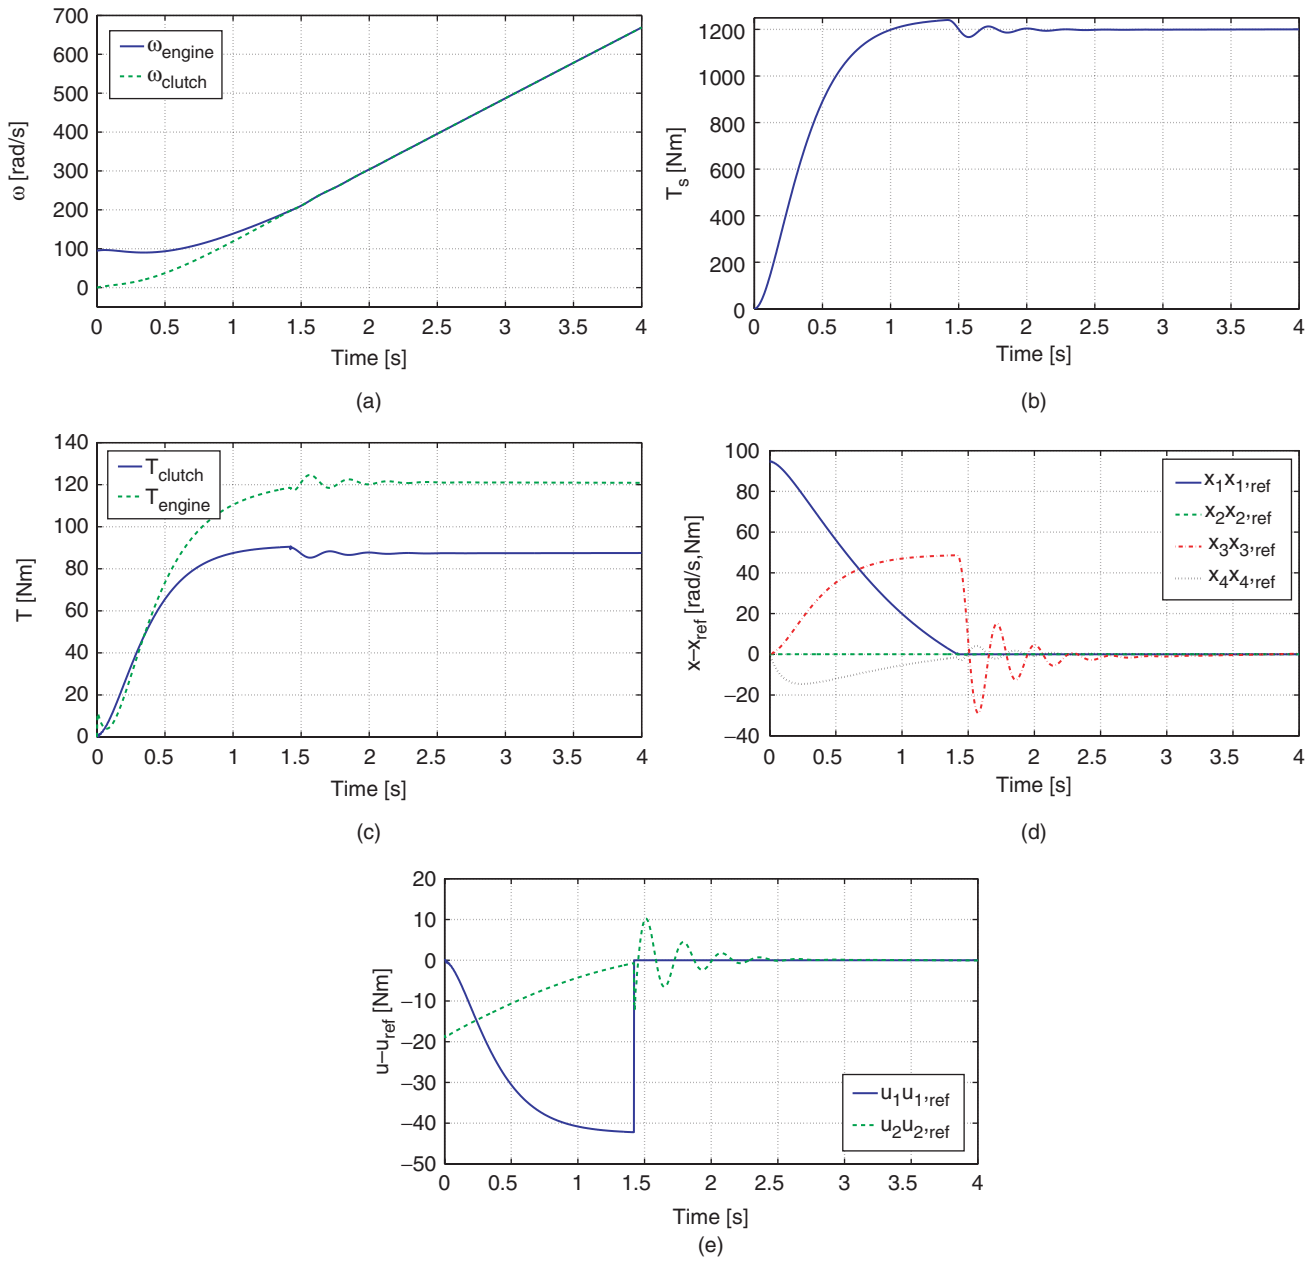 700
600
500
400
300
200
100
0
ω [rad/s]
ωengine
ωclutch
0 0.5 1 1.5 2 2.5 3 3.5 4
Time [s]
(a)
1200
1000
800
600
400
200
0
Ts [Nm]
0 0.5 1 1.5 2 2.5 3 3.5 4
Time [s]
(b)
140
120
100
80
60
40
20
0
T [Nm]
Tclutch
Tengine
0 0.5 1 1.5 2 2.5 3 3.5 4
Time [s]
(c)
100
80
60
40
20
0
−20
−40
x−xref [rad/s,Nm]
x1x1,ref
x2x2,ref
x3x3,ref
x4x4,ref
0 0.5 1 1.5 2 2.5 3 3.5 4
Time [s]
(d)
20
10
0
−10
−20
−30
−40
−50
u−uref [Nm]
u1u1,ref
u2u2,ref
0 0.5 1 1.5 2 2.5 3 3.5 4
Time [s]
(e)